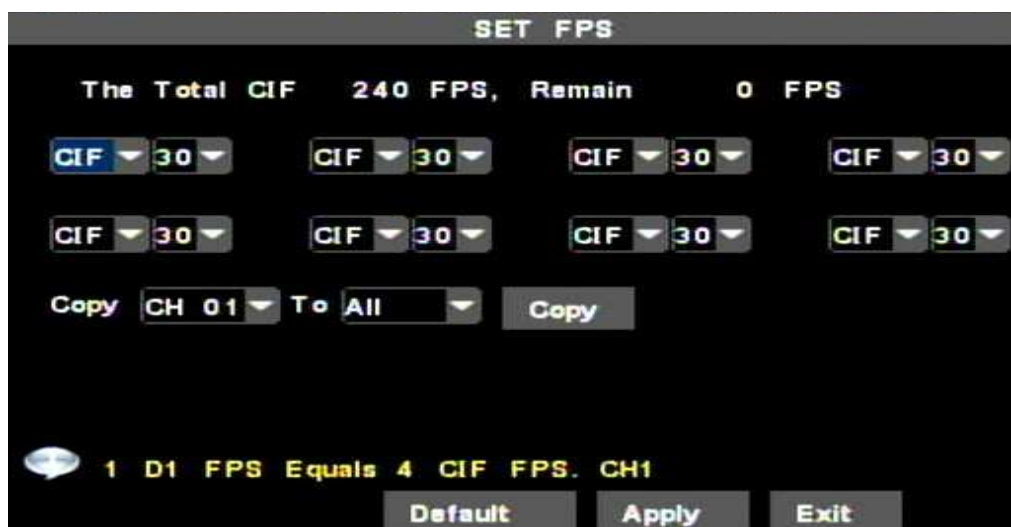 SET FPS
The Total CIF 240 FPS, Remain 0 FPS
CIF 30 CIF 30 CIF 30 CIF 30
CIF 30 CIF 30 CIF 30 CIF 30
Copy CH 01 To All Copy
1 D1 FPS Equals 4 CIF FPS. CH1
Default Apply Exit